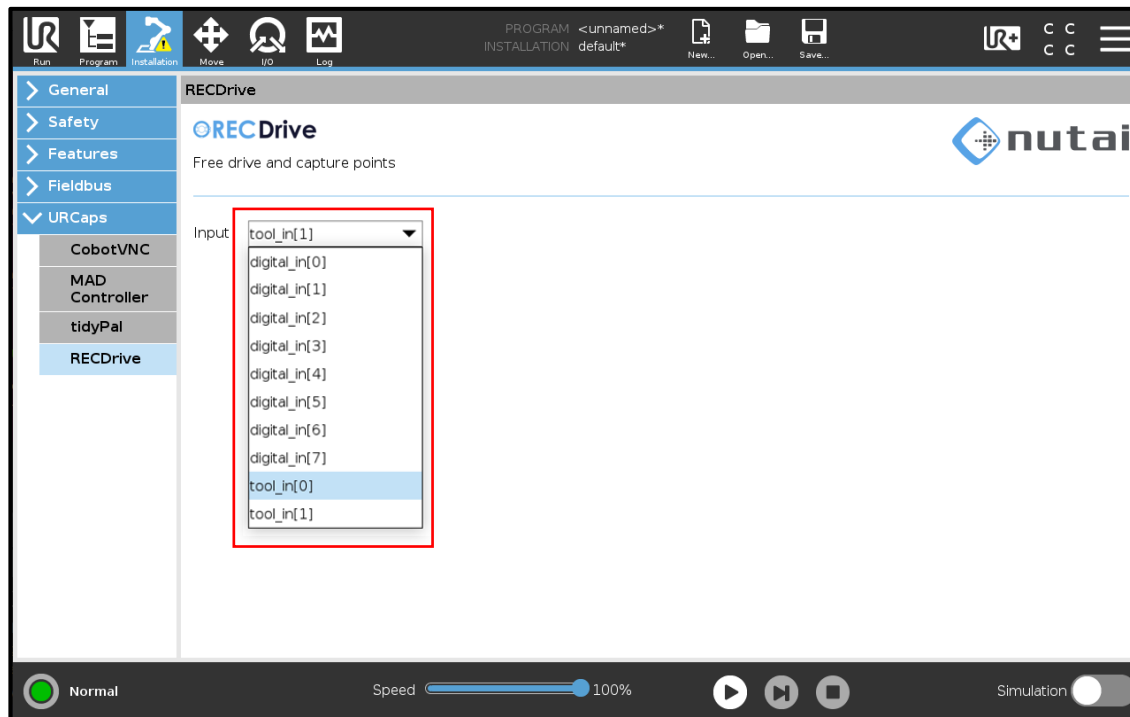 PROGRAM <unnamed>*
INSTALLATION default*
Run
Program
Installation
Move
I/O
Log
New...
Open...
Save...
UR+
C C
C C
General
Safety
Features
Fieldbus
URCaps
CobotVNC
MAD
Controller
tidyPal
RECDrive
RECDrive
RECDrive
nutai
Free drive and capture points
Input
tool_in[1]
digital_in[0]
digital_in[1]
digital_in[2]
digital_in[3]
digital_in[4]
digital_in[5]
digital_in[6]
digital_in[7]
tool_in[0]
tool_in[1]
Normal
Speed
100%
Simulation